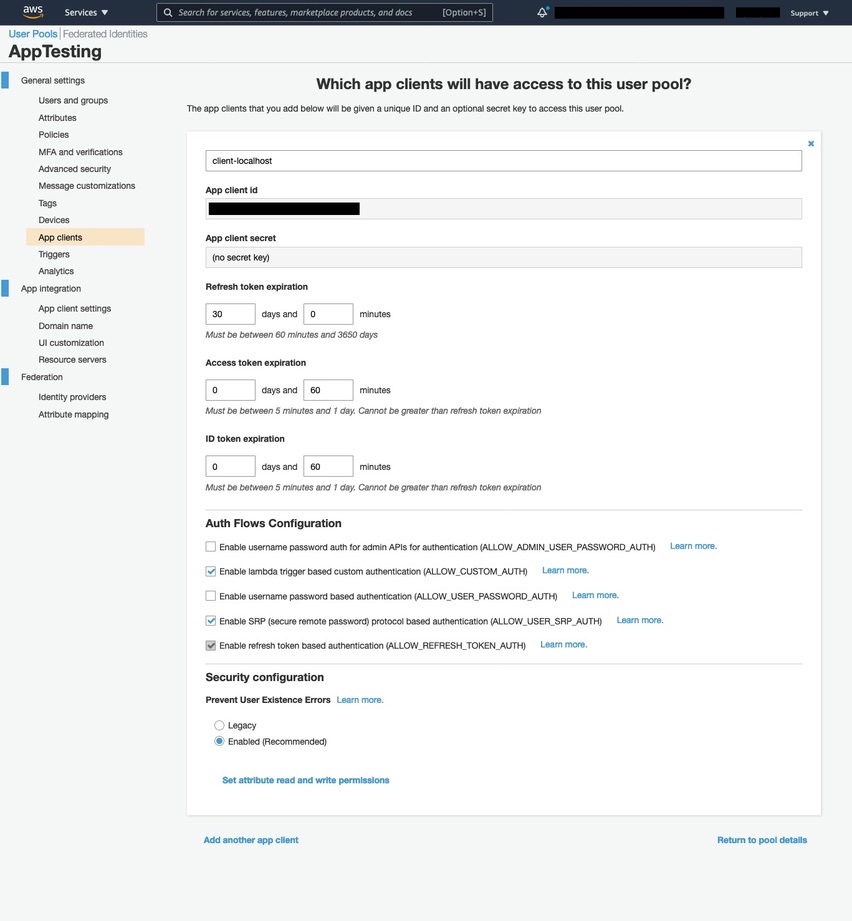 aws
Services ▼
Search for services, features, marketplace products, and docs [Option+S]
Support ▼
User Pools | Federated Identities
AppTesting
General settings
Users and groups
Attributes
Policies
MFA and verifications
Advanced security
Message customizations
Tags
Devices
App clients
Triggers
Analytics
App integration
App client settings
Domain name
UI customization
Resource servers
Federation
Identity providers
Attribute mapping
Which app clients will have access to this user pool?
The app clients that you add below will be given a unique ID and an optional secret key to access this user pool.
client-localhost
App client id
App client secret
(no secret key)
Refresh token expiration
30 days and 0 minutes
Must be between 60 minutes and 3650 days
Access token expiration
0 days and 60 minutes
Must be between 5 minutes and 1 day. Cannot be greater than refresh token expiration
ID token expiration
0 days and 60 minutes
Must be between 5 minutes and 1 day. Cannot be greater than refresh token expiration
Auth Flows Configuration
Enable username password auth for admin APIs for authentication (ALLOW_ADMIN_USER_PASSWORD_AUTH) Learn more.
Enable lambda trigger based custom authentication (ALLOW_CUSTOM_AUTH) Learn more.
Enable username password based authentication (ALLOW_USER_PASSWORD_AUTH) Learn more.
Enable SRP (secure remote password) protocol based authentication (ALLOW_USER_SRP_AUTH) Learn more.
Enable refresh token based authentication (ALLOW_REFRESH_TOKEN_AUTH) Learn more.
Security configuration
Prevent User Existence Errors Learn more.
Legacy
Enabled (Recommended)
Set attribute read and write permissions
Add another app client
Return to pool details